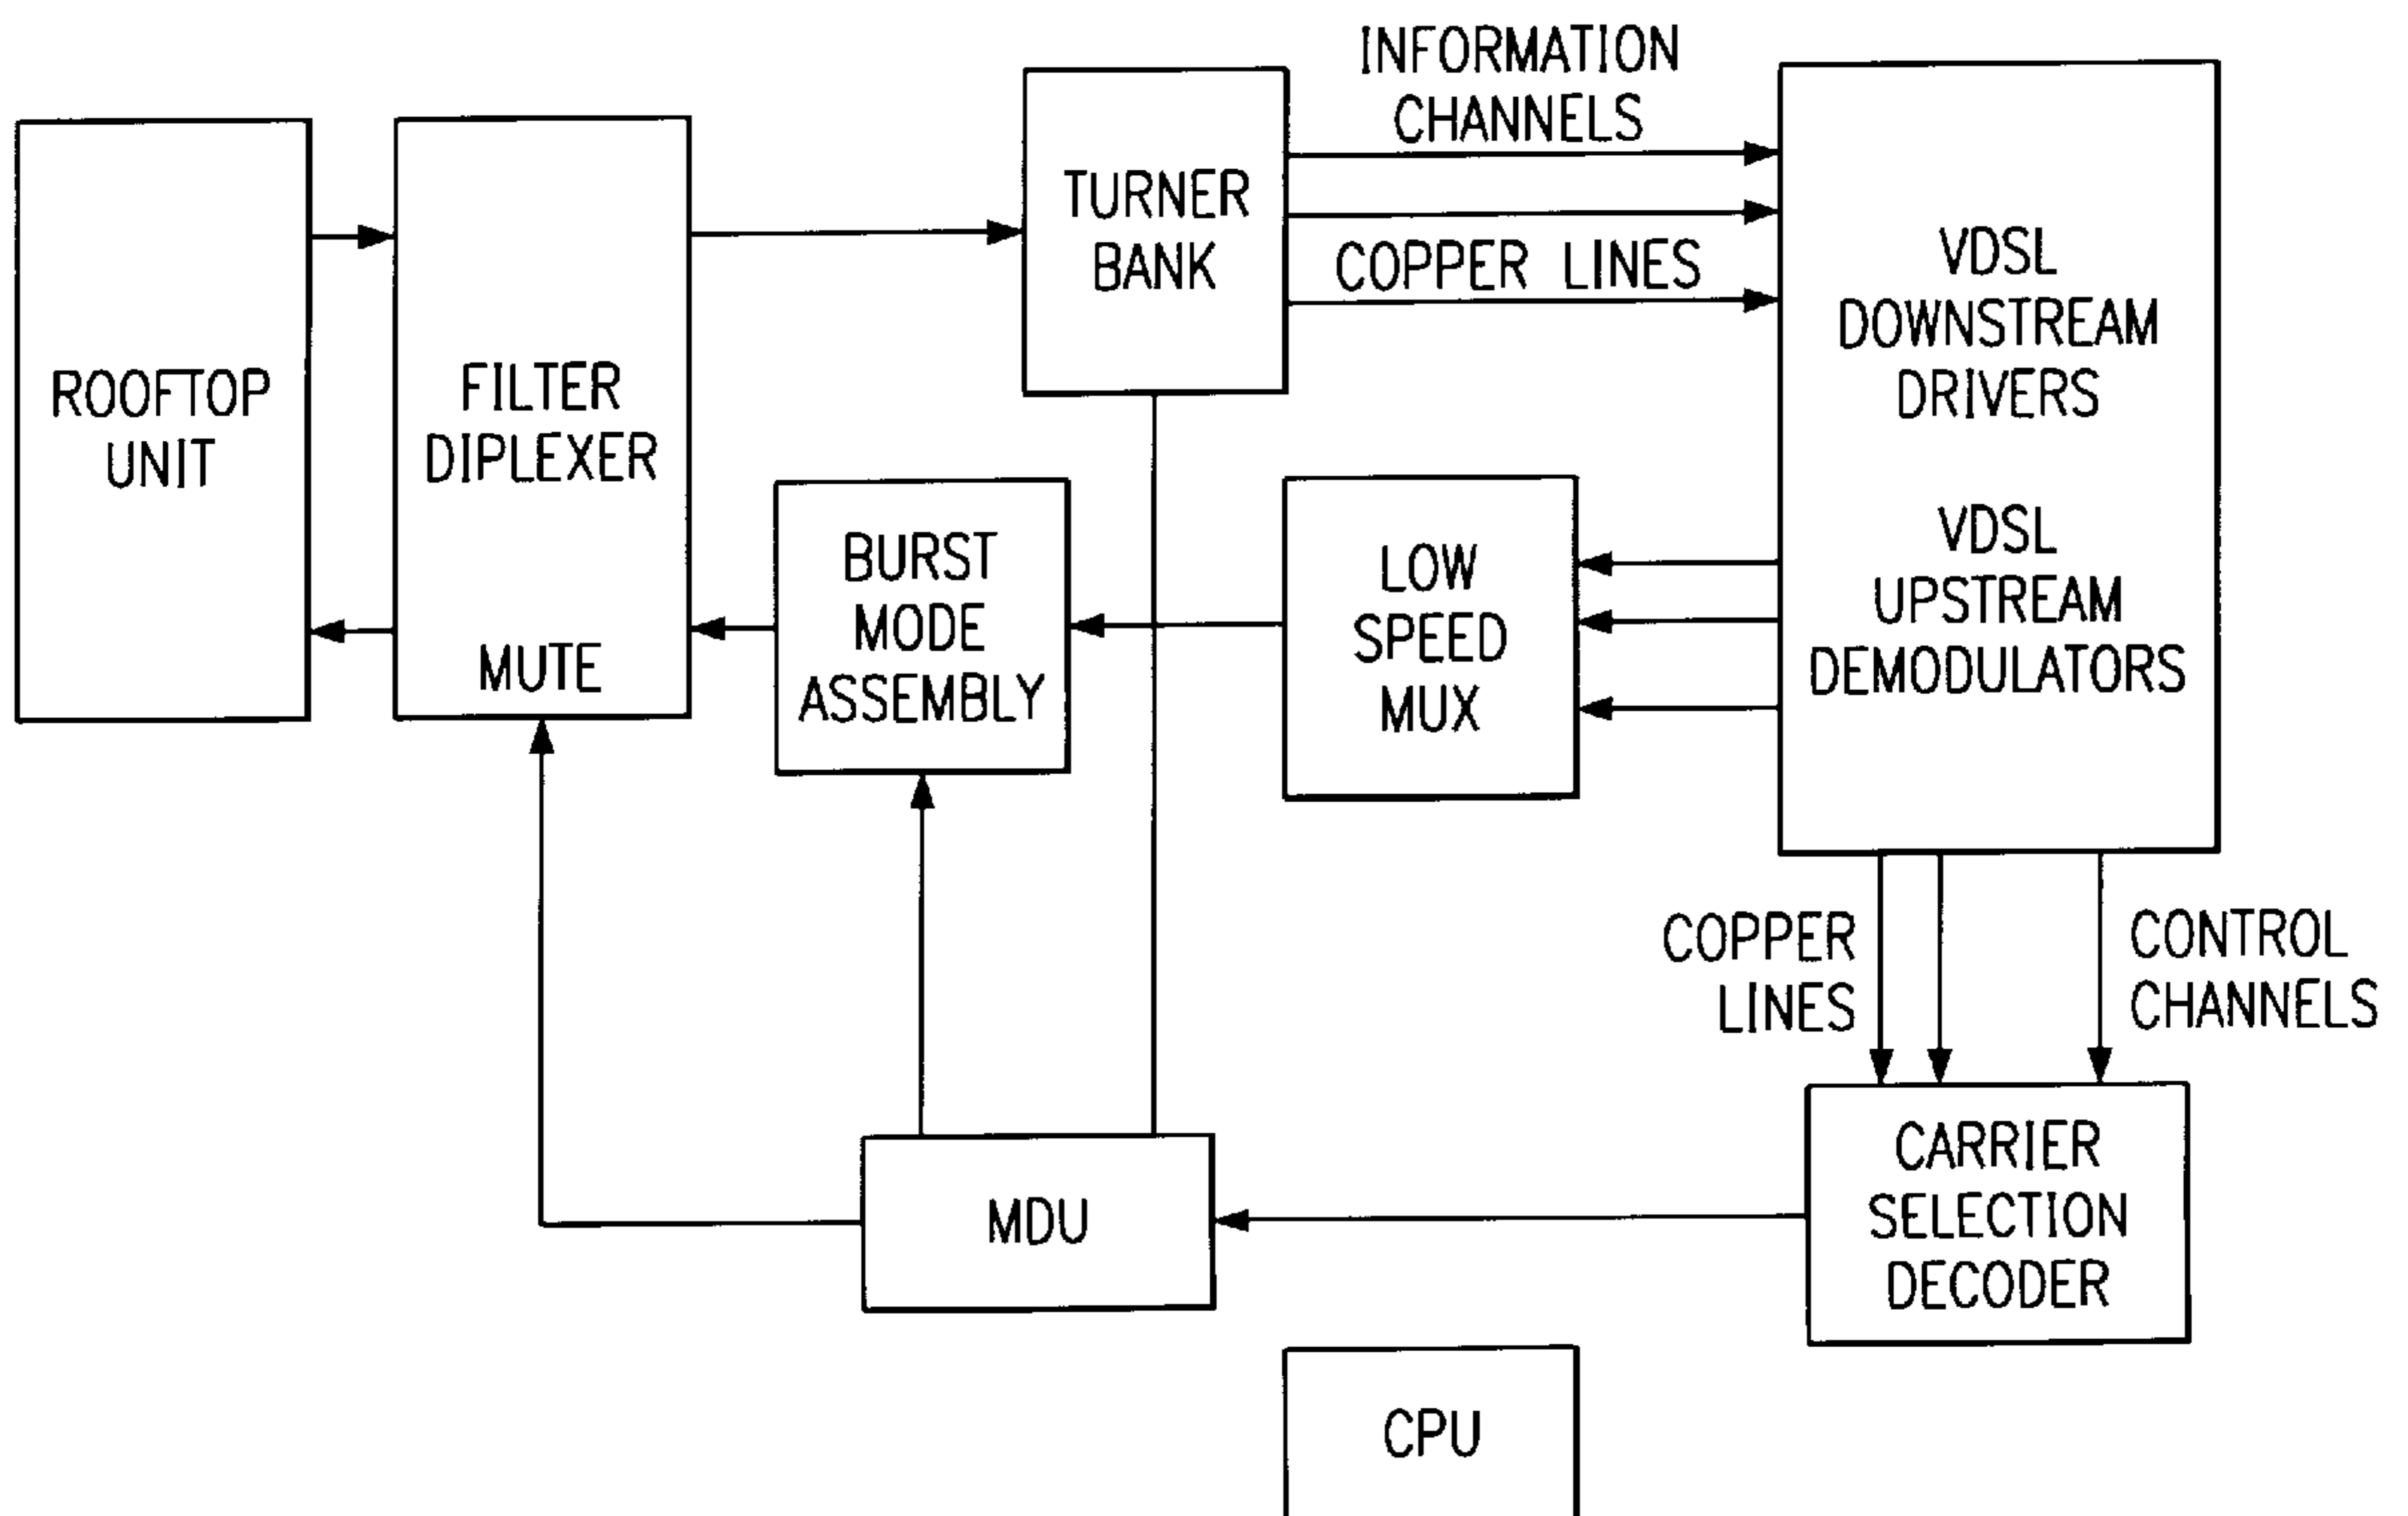 INFORMATION
CHANNELS
TURNER
BANK
COPPER LINES
ROOFTOP
UNIT
FILTER
DIPLEXER
MUTE
BURST
MODE
ASSEMBLY
LOW
SPEED
MUX
VDSL
DOWNSTREAM
DRIVERS
VDSL
UPSTREAM
DEMODULATORS
COPPER
LINES
CONTROL
CHANNELS
MDU
CARRIER
SELECTION
DECODER
CPU